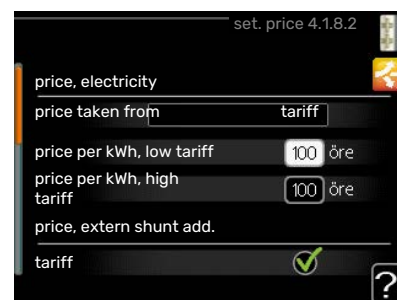 set. price 4.1.8.2
price, electricity
price taken from tariff
price per kWh, low tariff 100 öre
price per kWh, high
tariff 100 öre
price, extern shunt add.
tariff
?